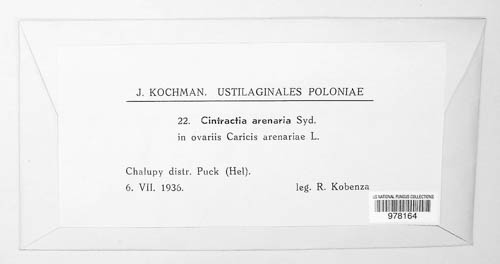 J. KOCHMAN. USTILAGINALES POLONIAE
22. Cintractia arenaria Syd.
in ovariis Caricis arenariae L.
Chalupy distr. Puck (Hel).
6. VII. 1936. leg. R. Kobenza
US NATIONAL FUNGUS COLLECTIONS
978164